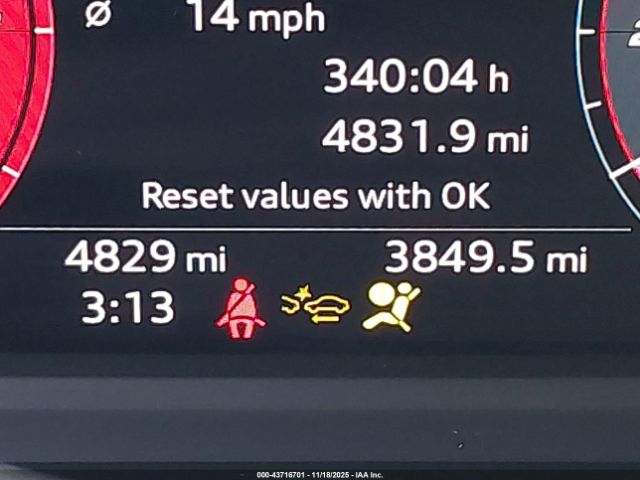 Ø 14 mph
340:04 h
4831.9 mi
Reset values with OK
4829 mi 3849.5 mi
3:13
000-43716701 - 11/18/2025 - IAA Inc.